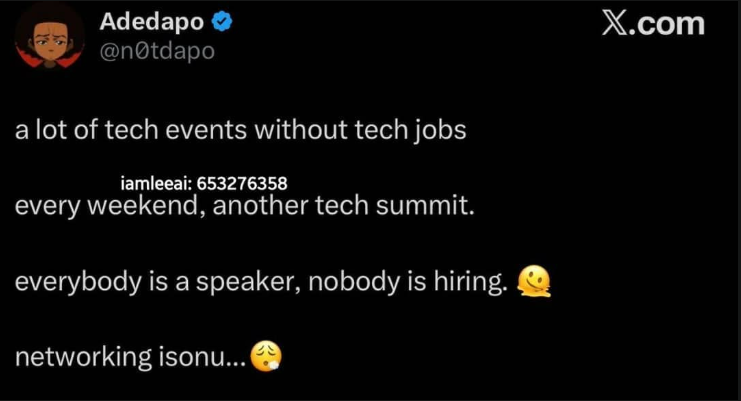 Adedapo
X.com
@n0tdapo
a lot of tech events without tech jobs
iamleeai: 653276358
every weekend, another tech summit.
everybody is a speaker, nobody is hiring. 🫠
networking isonu... 😮‍💨